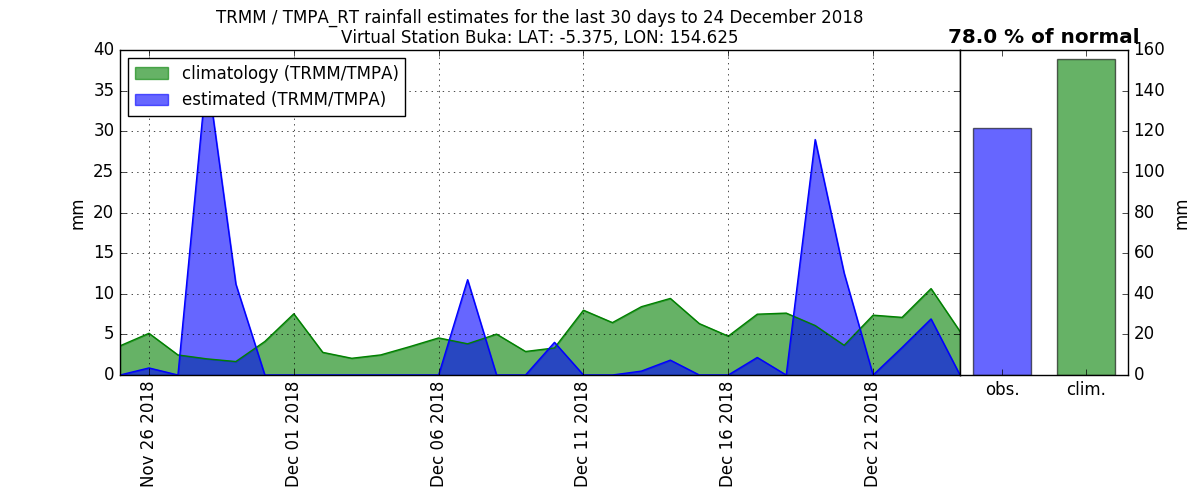 TRMM / TMPA_RT rainfall estimates for the last 30 days to 24 December 2018
Virtual Station Buka: LAT: -5.375, LON: 154.625
78.0 % of normal
climatology (TRMM/TMPA)
estimated (TRMM/TMPA)
mm
40
35
30
25
20
15
10
5
0
Nov 26 2018
Dec 01 2018
Dec 06 2018
Dec 11 2018
Dec 16 2018
Dec 21 2018
obs.
clim.
160
140
120
100
80
60
40
20
0
mm